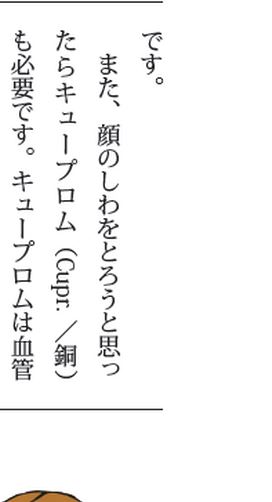 です。
また、顔のしわをとろうと思っ
たらキュープロム（Cupr.／銅）
も必要です。キュープロムは血管